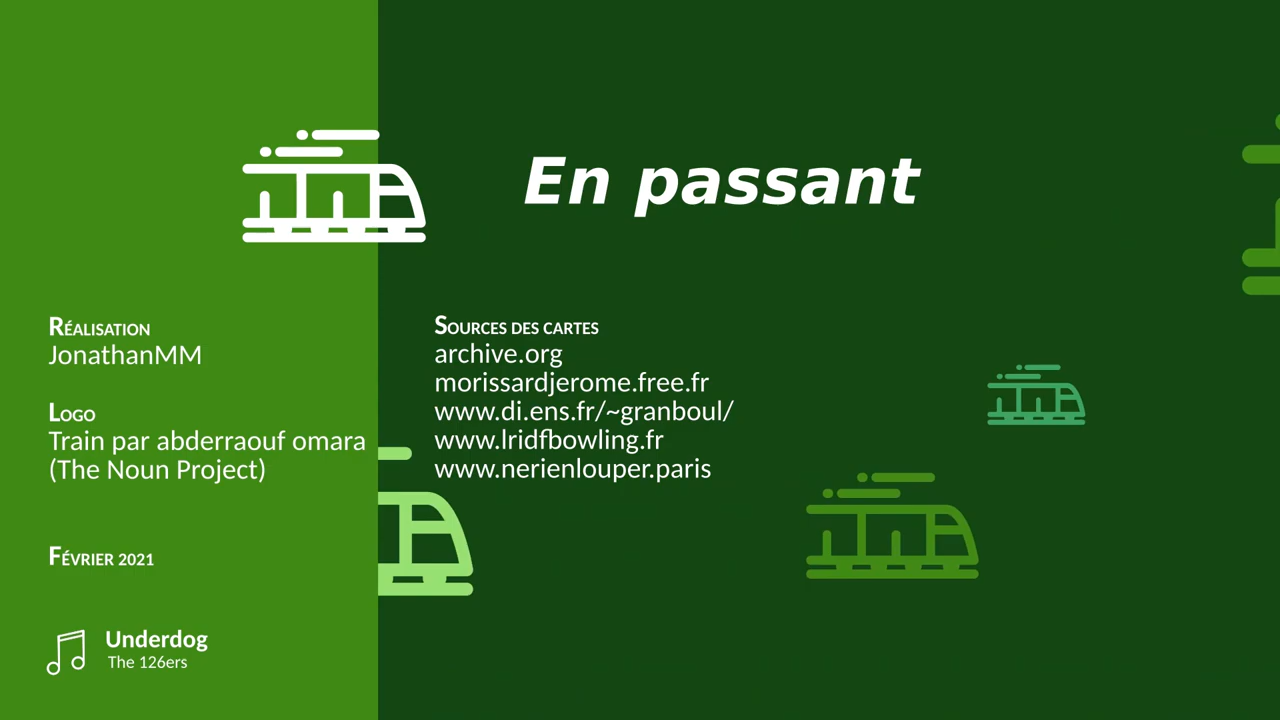 En passant
Réalisation
JonathanMM
Logo
Train par abderraouf omara
(The Noun Project)
Février 2021
Underdog
The 126ers
Sources des cartes
archive.org
morissardjerome.free.fr
www.di.ens.fr/~granboul/
www.lridfbowling.fr
www.nerienlouper.paris